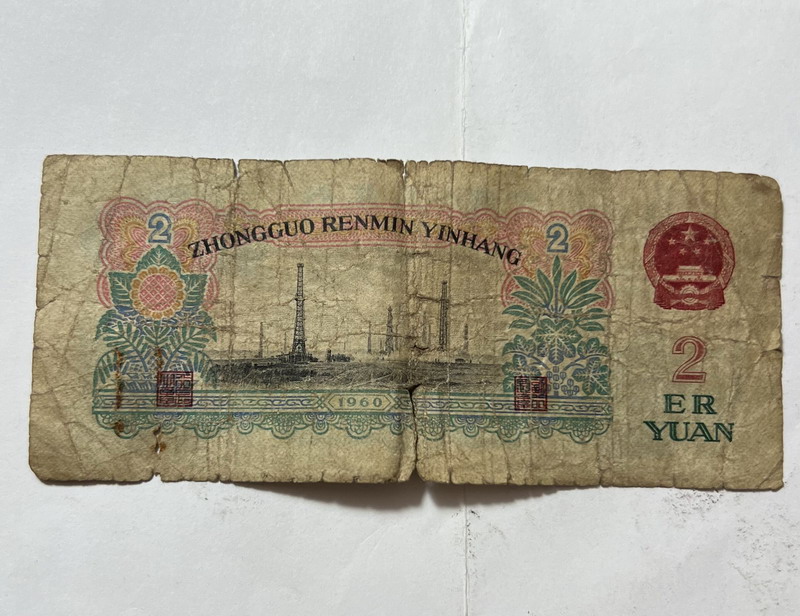 2
ZHONGGUO RENMIN YINHANG
2
1960
2
ER
YUAN